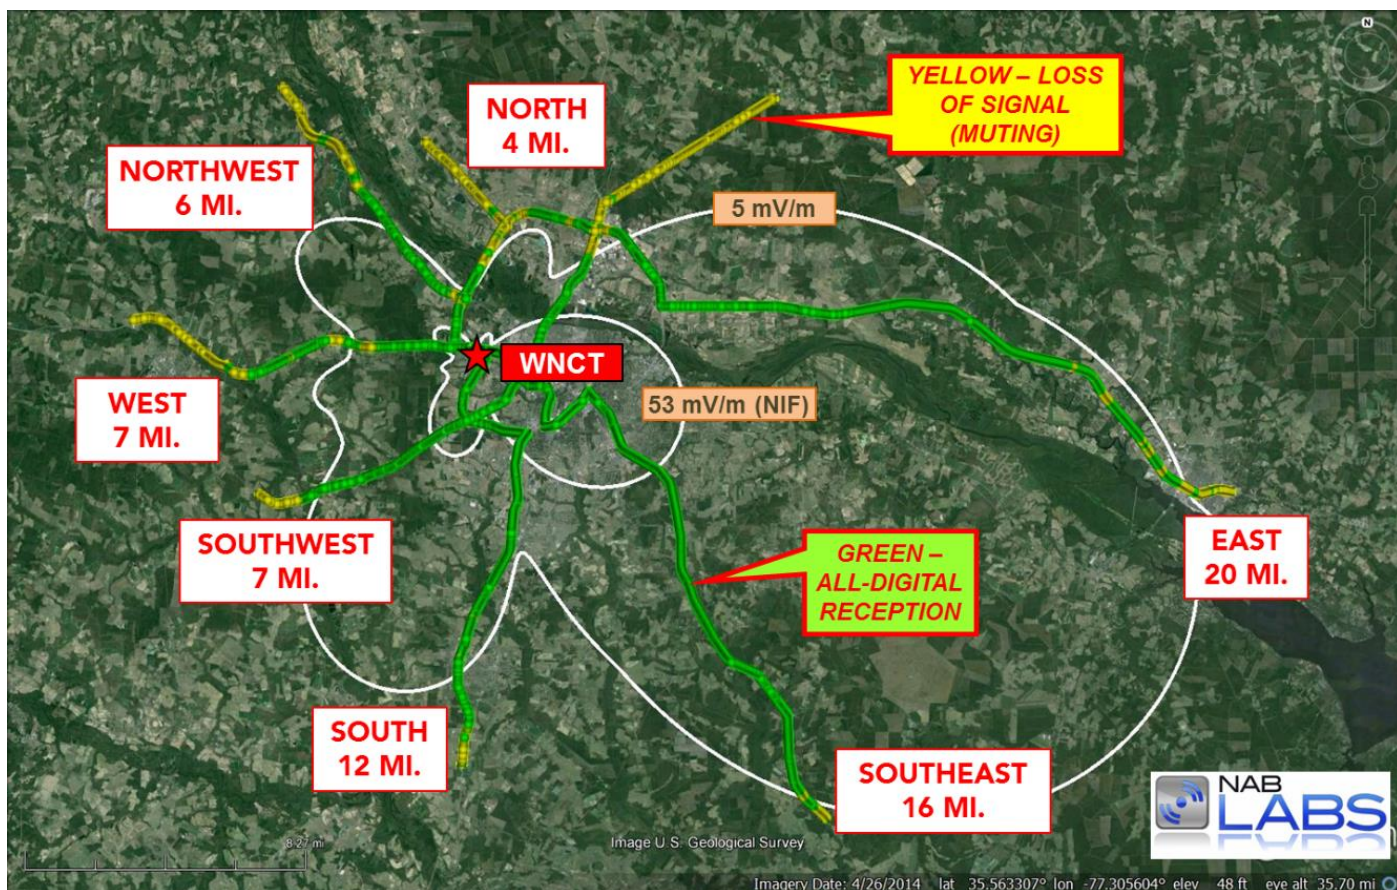 N
YELLOW – LOSS
OF SIGNAL
(MUTING)
NORTH
4 MI.
NORTHWEST
6 MI.
5 mV/m
WNCT
53 mV/m (NIF)
WEST
7 MI.
SOUTHWEST
7 MI.
GREEN –
ALL-DIGITAL
RECEPTION
EAST
20 MI.
SOUTH
12 MI.
SOUTHEAST
16 MI.
NAB
LABS
8.27 mi
Image U.S. Geological Survey
Imagery Date: 4/26/2014 lat 35.563307° lon -77.305604° elev 48 ft eye alt 35.70 mi